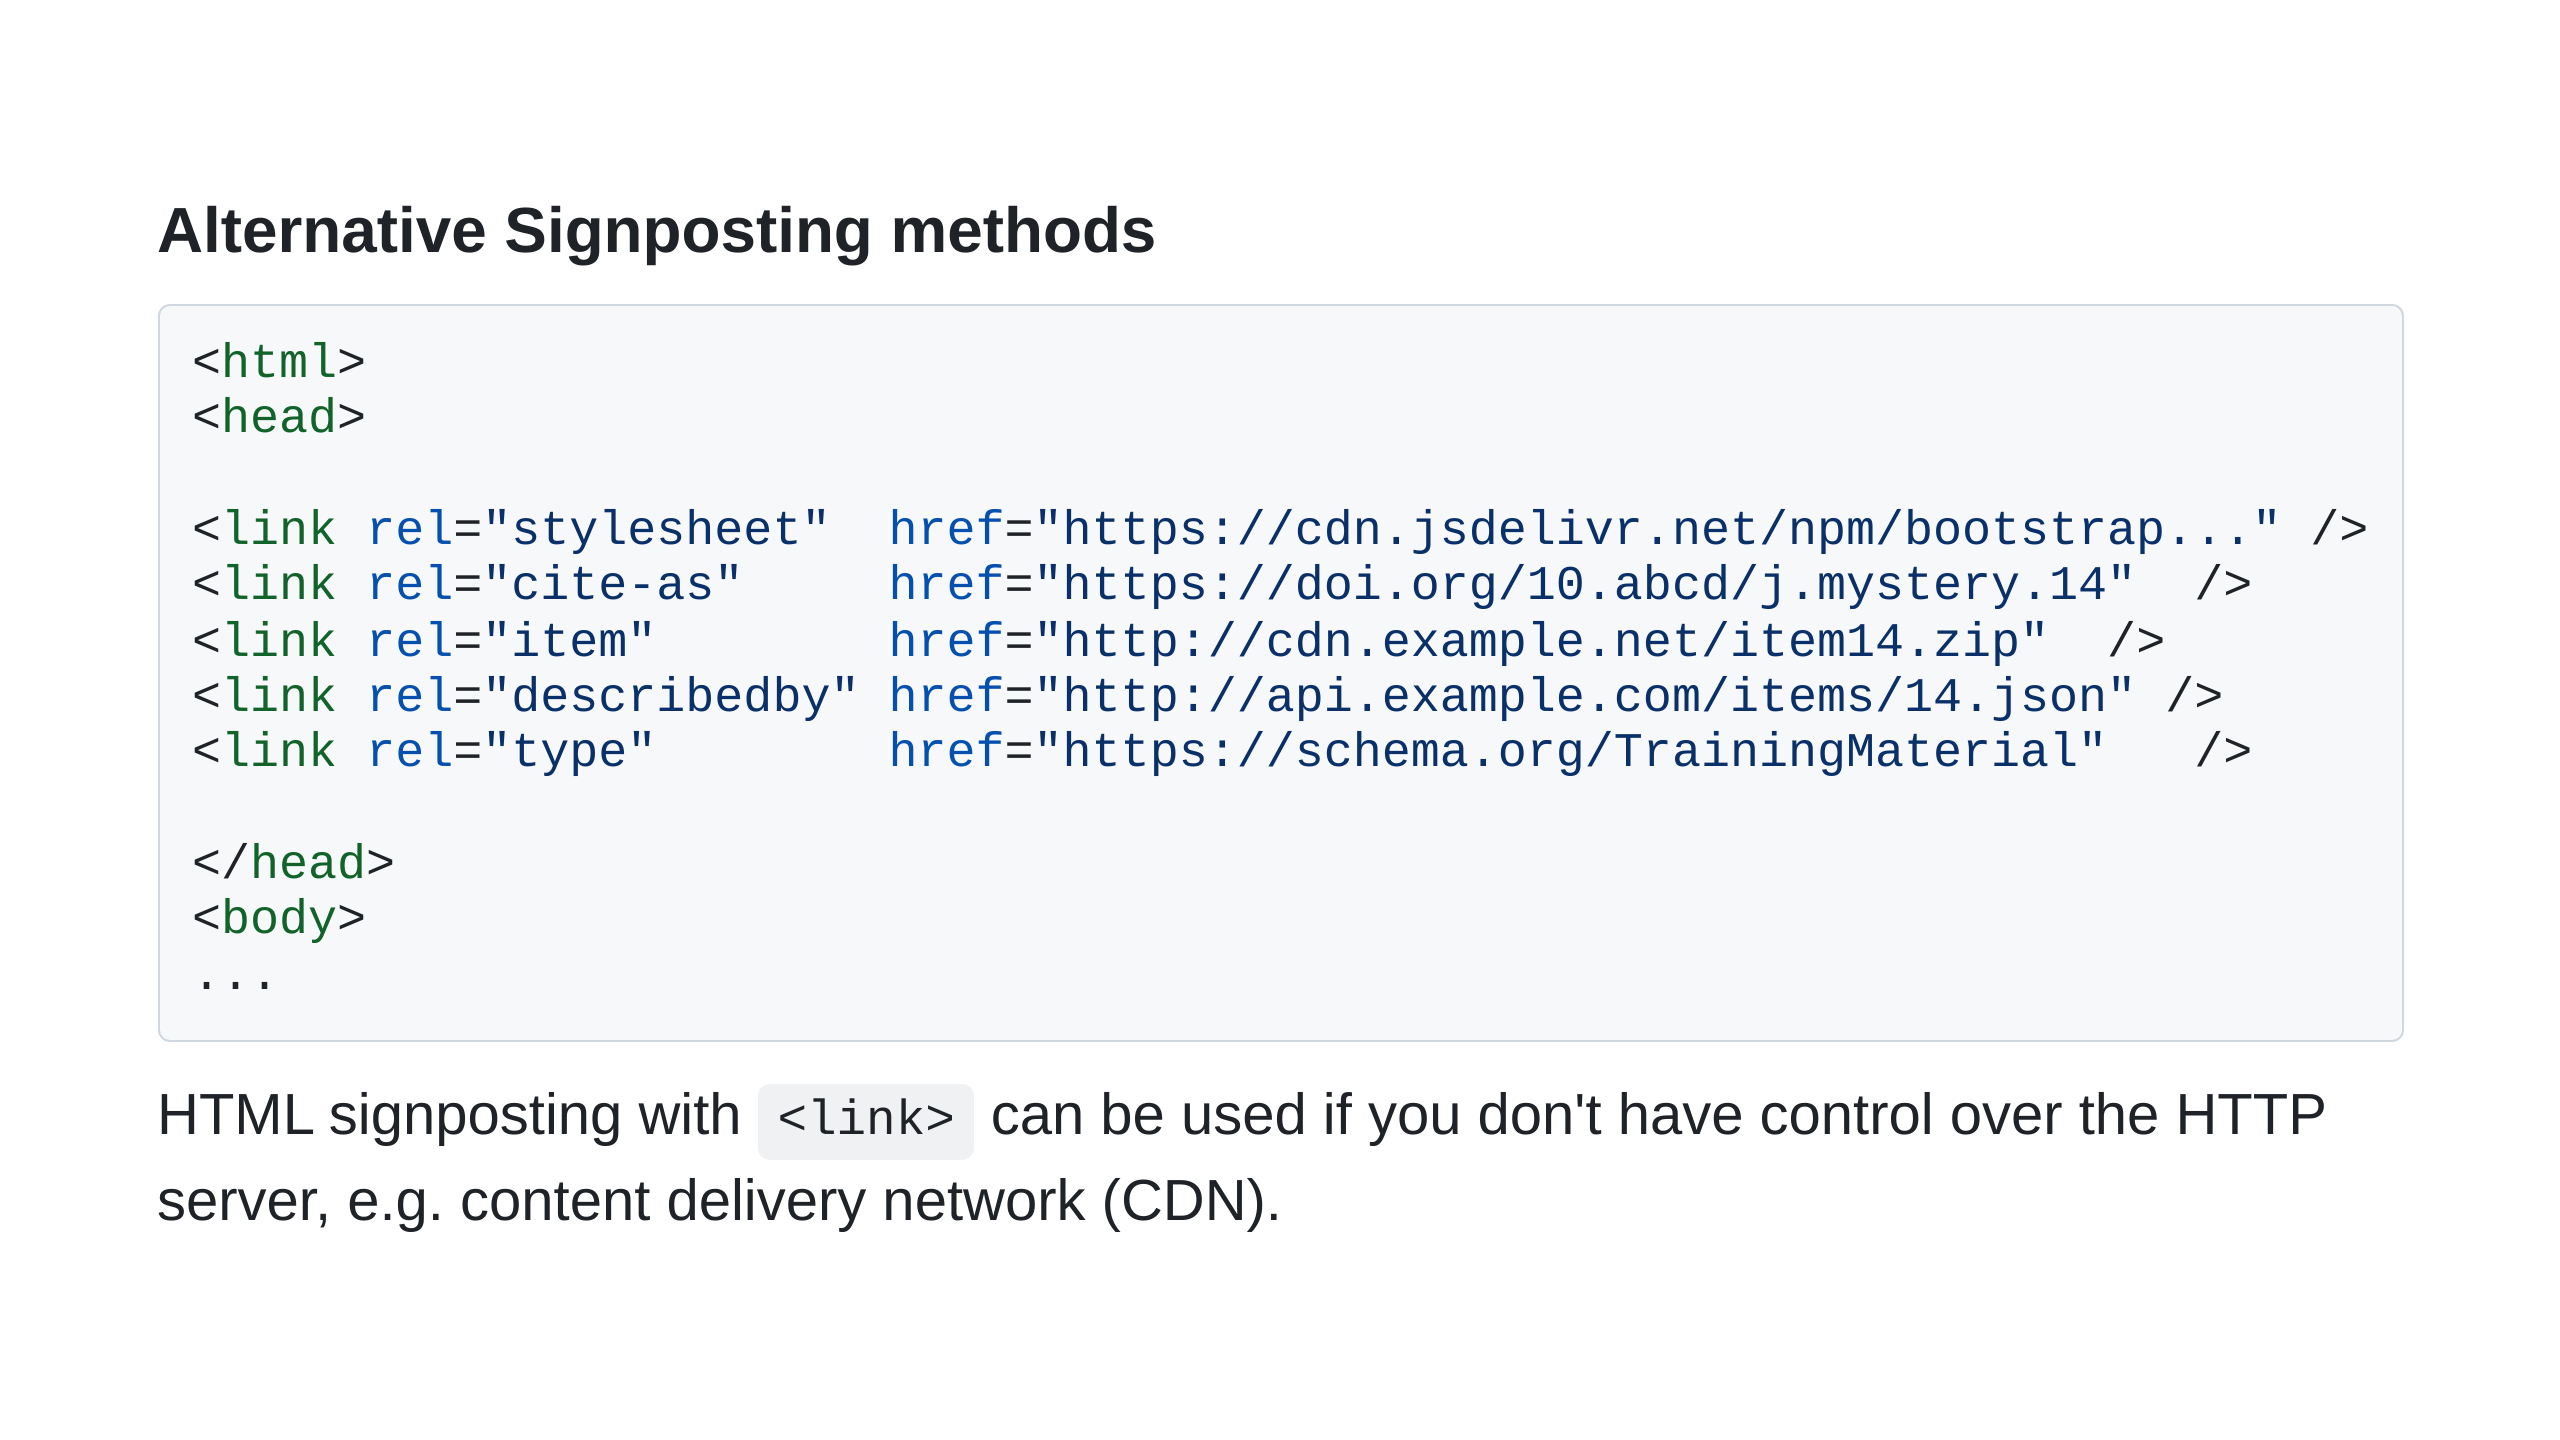 Alternative Signposting methods
<html>
<head>
<link rel="stylesheet"  href="https://cdn.jsdelivr.net/npm/bootstrap..." />
<link rel="cite-as"     href="https://doi.org/10.abcd/j.mystery.14"  />
<link rel="item"        href="http://cdn.example.net/item14.zip"  />
<link rel="describedby" href="http://api.example.com/items/14.json" />
<link rel="type"        href="https://schema.org/TrainingMaterial"   />
</head>
<body>
...
HTML signposting with <link> can be used if you don't have control over the HTTP
server, e.g. content delivery network (CDN).